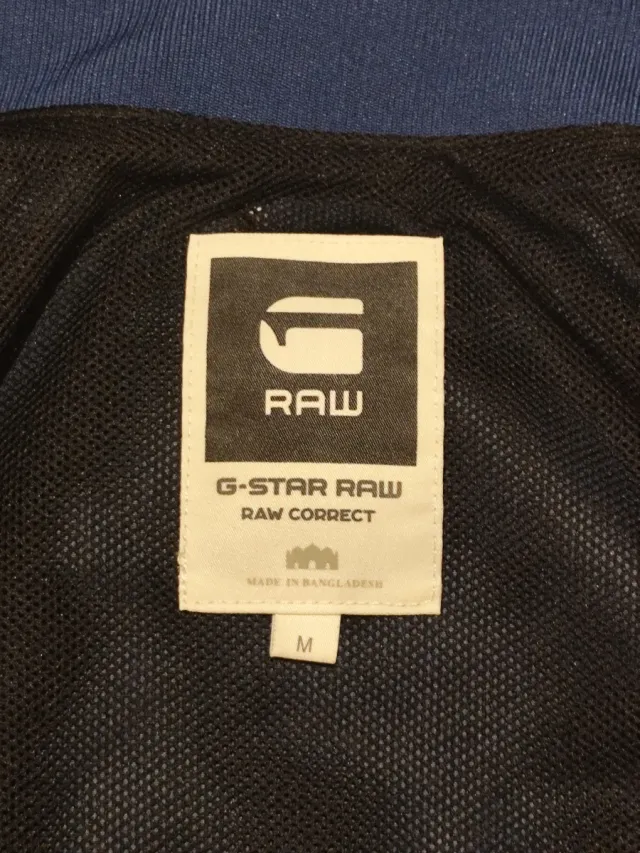 RAW
G-STAR RAW
RAW CORRECT
MADE IN BANGLADESH
M